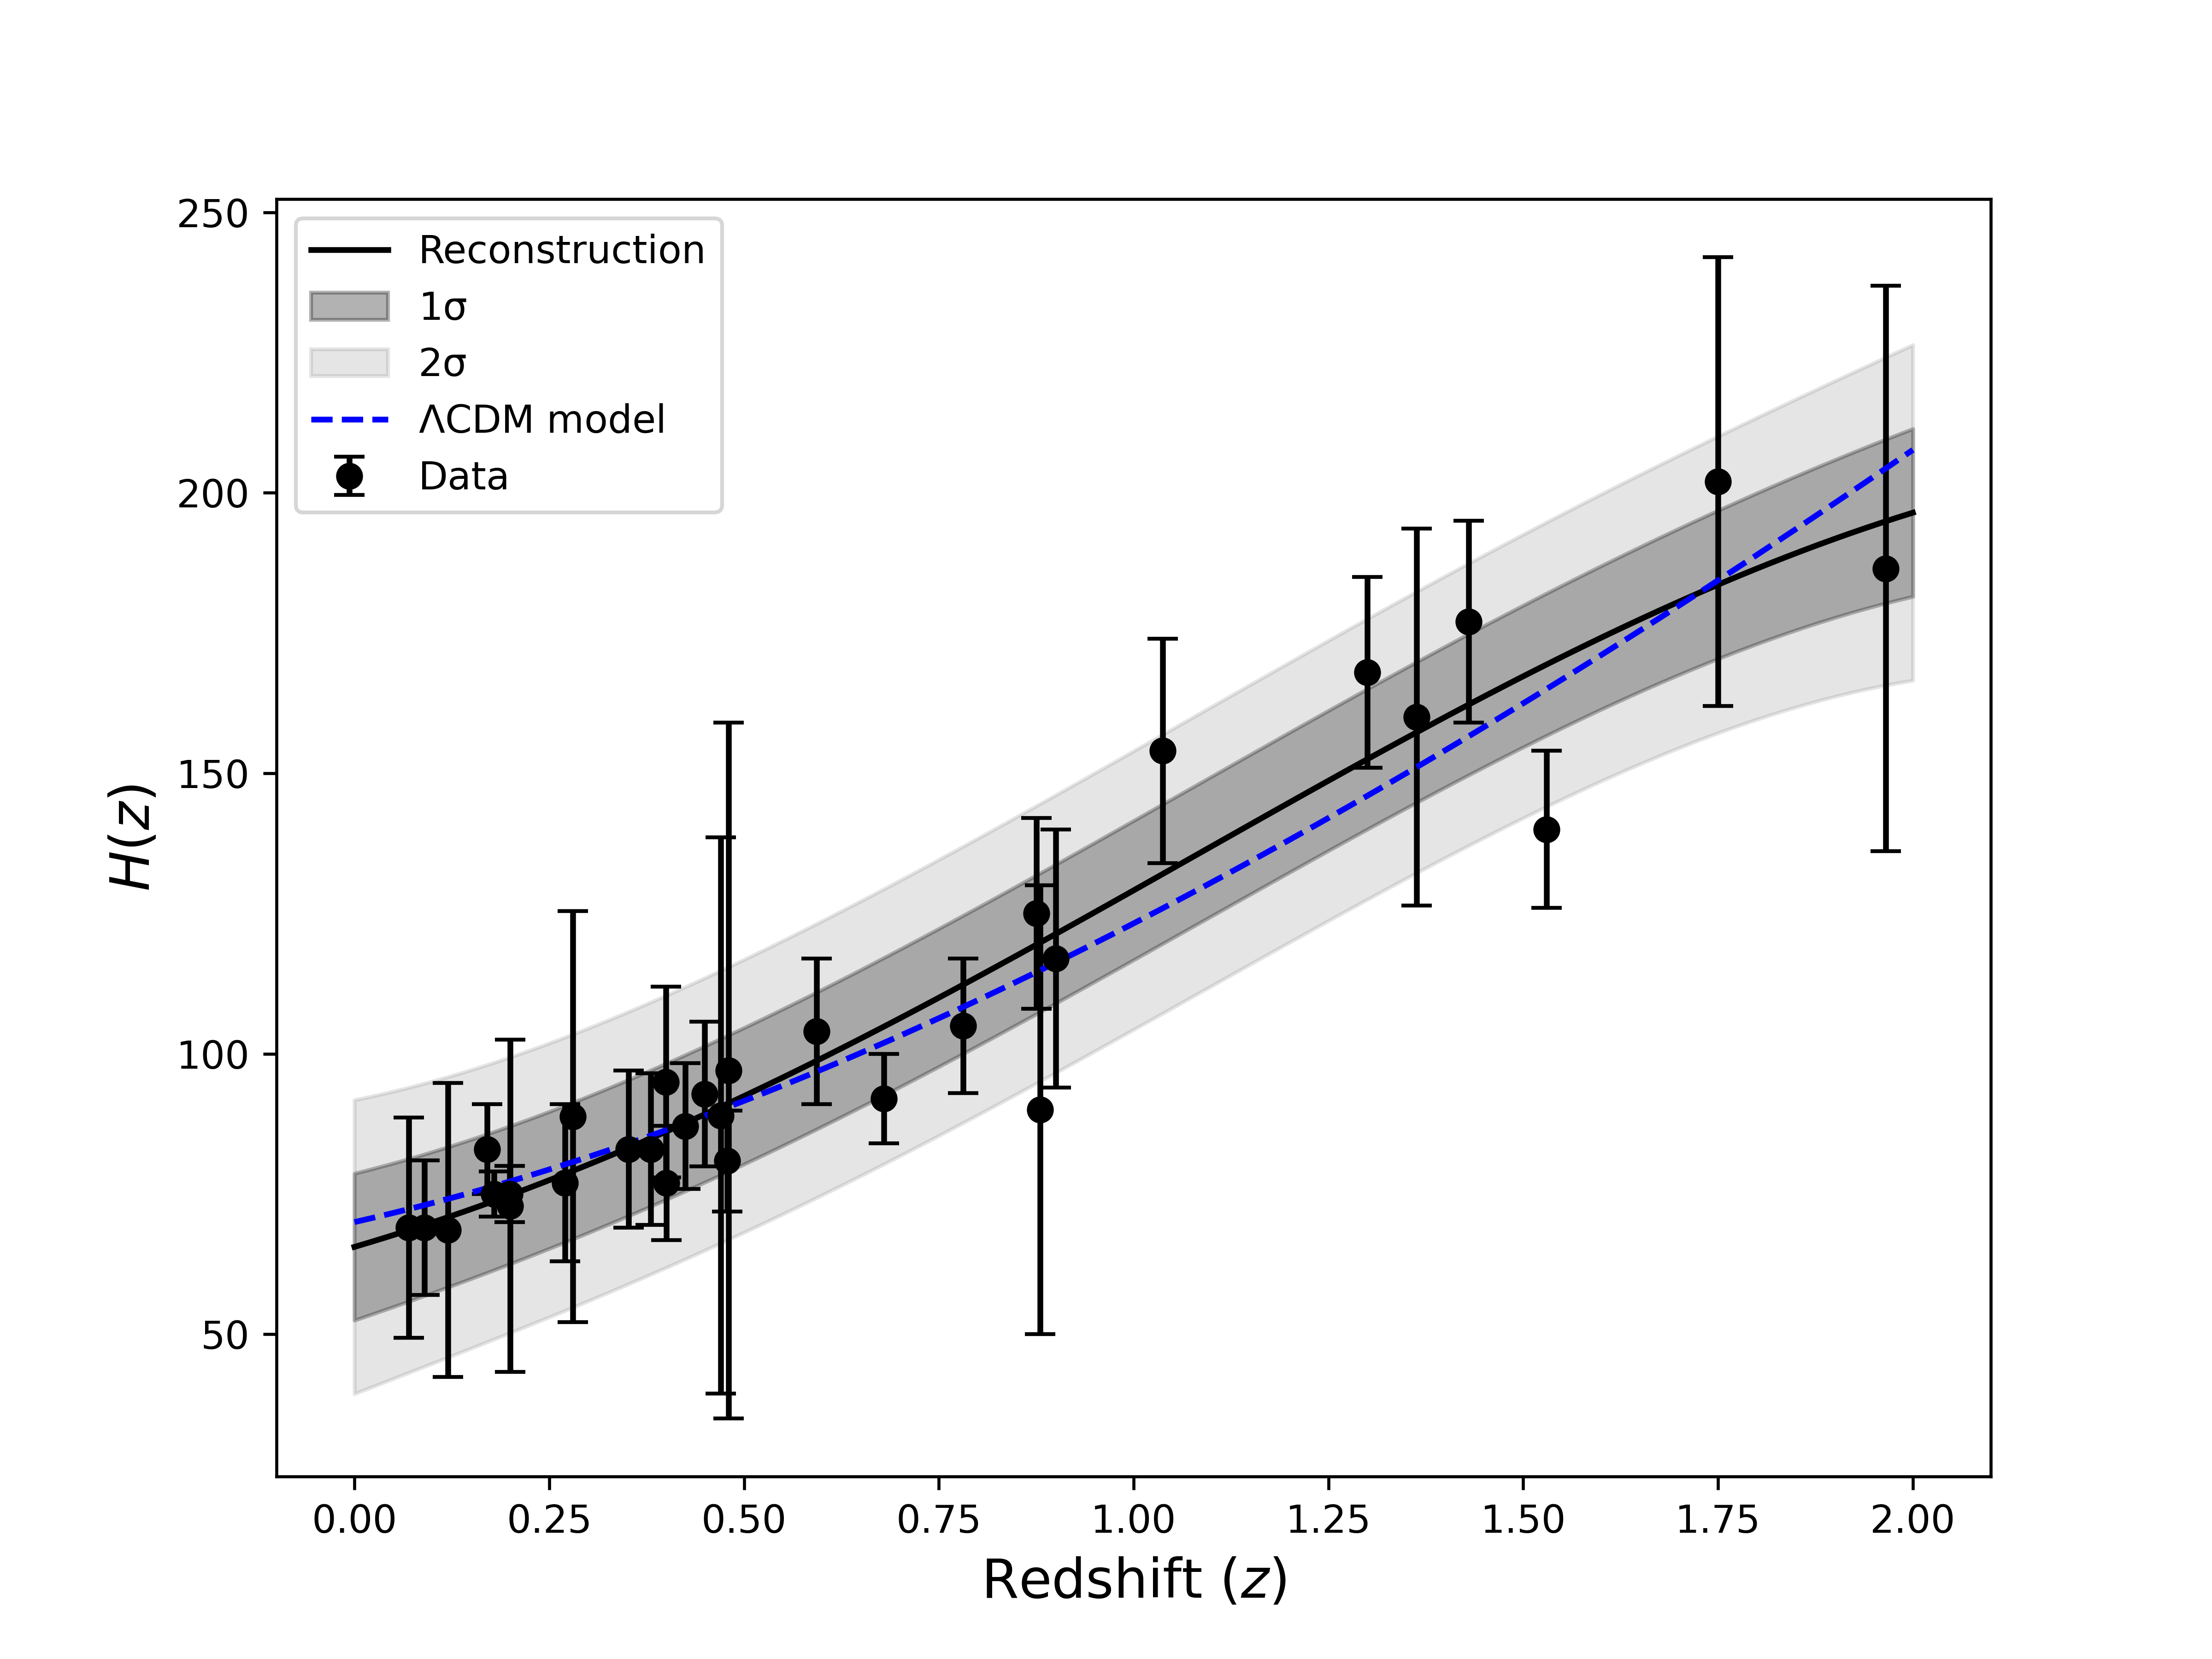 Reconstruction
1σ
2σ
ΛCDM model
Data
250
200
150
100
50
H(z)
0.00 0.25 0.50 0.75 1.00 1.25 1.50 1.75 2.00
Redshift (z)